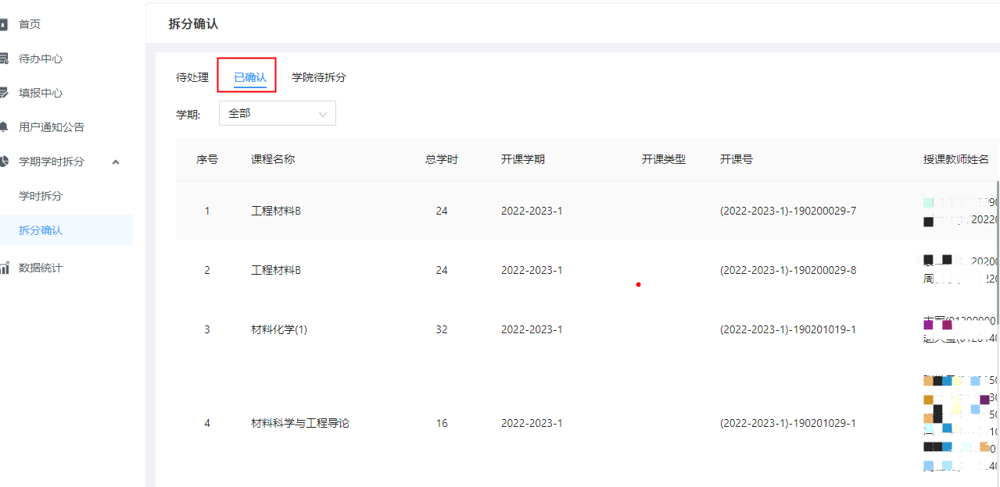 首页
待办中心
填报中心
用户通知公告
学期学时拆分
学时拆分
拆分确认
数据统计
拆分确认
待处理 已确认 学院待拆分
学期: 全部
序号 课程名称 总学时 开课学期 开课类型 开课号 授课教师姓名
1 工程材料B 24 2022-2023-1 (2022-2023-1)-190200029-7
2 工程材料B 24 2022-2023-1 (2022-2023-1)-190200029-8
3 材料化学(1) 32 2022-2023-1 (2022-2023-1)-190201019-1
4 材料科学与工程导论 16 2022-2023-1 (2022-2023-1)-190201029-1